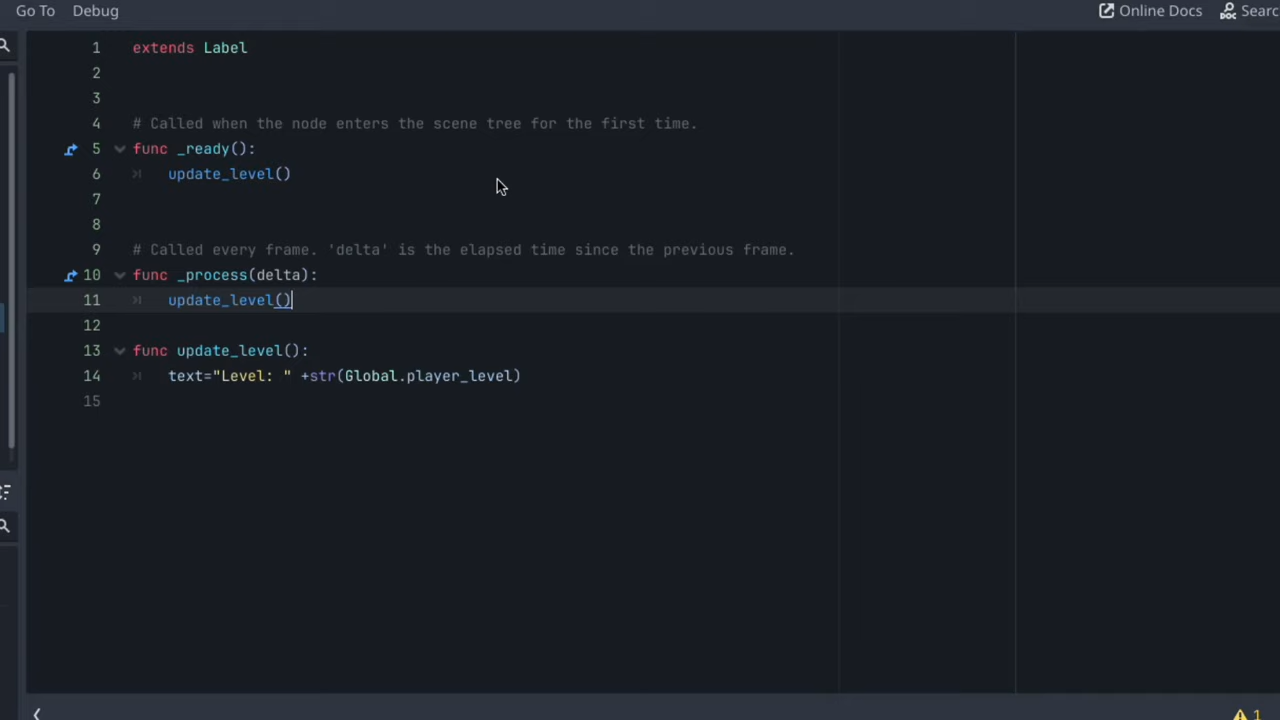 Go To Debug Online Docs Searc
1 extends Label
2
3
4 # Called when the node enters the scene tree for the first time.
5 func _ready():
6 update_level()
7
8
9 # Called every frame. 'delta' is the elapsed time since the previous frame.
10 func _process(delta):
11 update_level()
12
13 func update_level():
14 text="Level: " +str(Global.player_level)
15
1